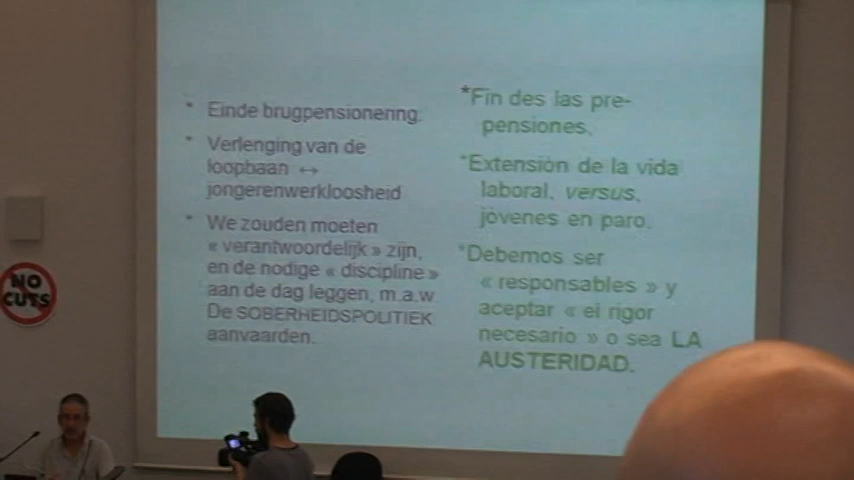 * Einde brugpensionering.
* Verlenging van de
loopbaan ↔
jongerenwerkloosheid
* We zouden moeten
« verantwoordelijk » zijn,
en de nodige « discipline »
aan de dag leggen, m.a.w.
De SOBERHEIDSPOLITIEK
aanvaarden.
*Fin des las pre-
pensiones.
*Extensión de la vida
laboral, versus,
jóvenes en paro.
*Debemos ser
« responsables » y
aceptar « el rigor
necesario » o sea LA
AUSTERIDAD.
NO
CUTS